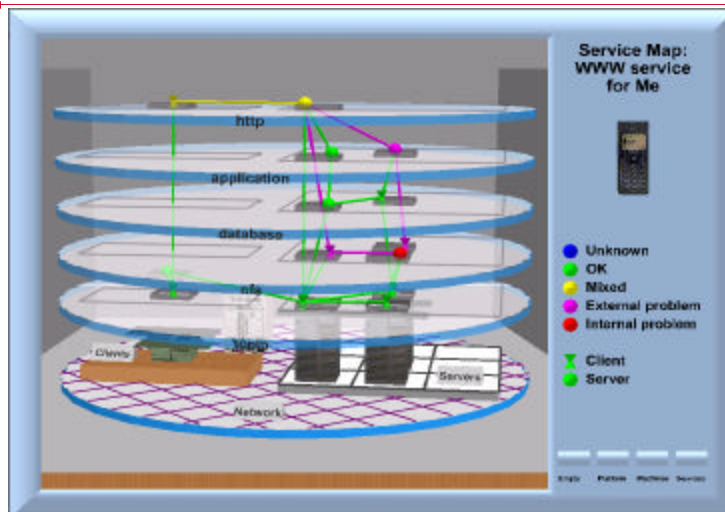 Service Map:
WWW service
for Me
http
application
database
nfs
Clients
Servers
Network
Unknown
OK
Mixed
External problem
Internal problem
Client
Server
Empty